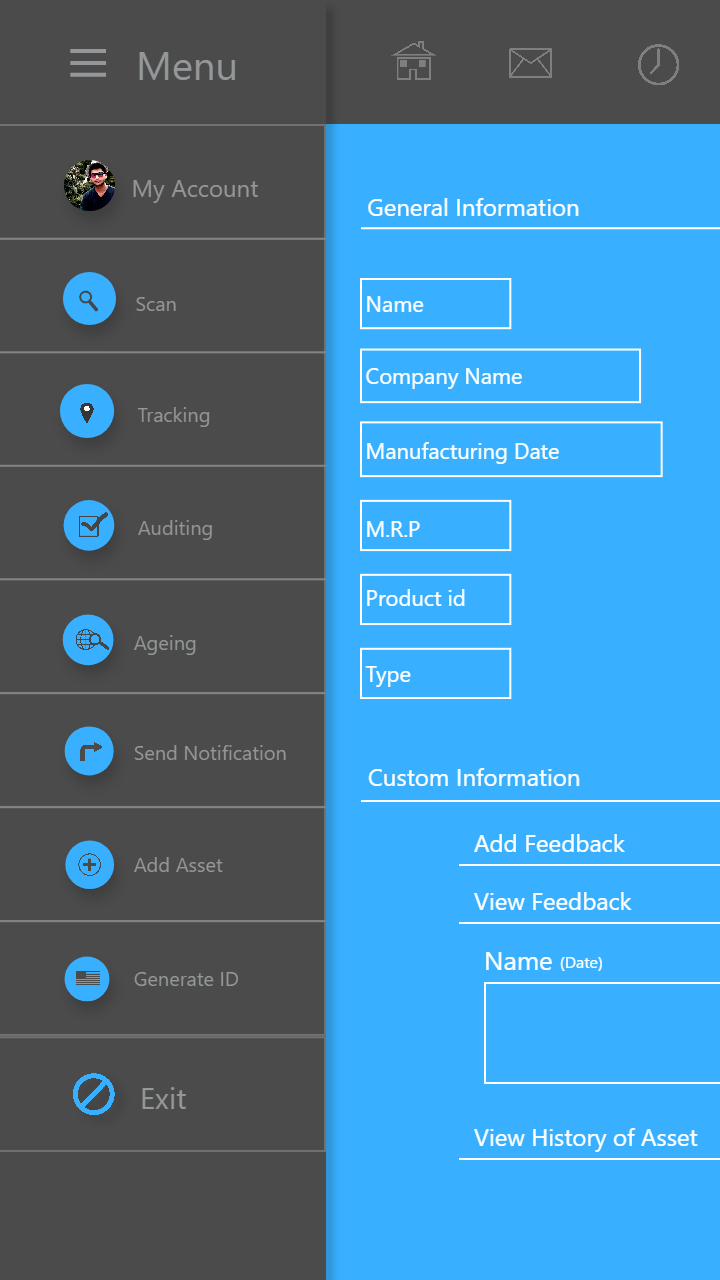 Menu
My Account
Scan
Tracking
Auditing
Ageing
Send Notification
Add Asset
Generate ID
Exit
General Information
Name
Company Name
Manufacturing Date
M.R.P
Product id
Type
Custom Information
Add Feedback
View Feedback
Name (Date)
View History of Asset